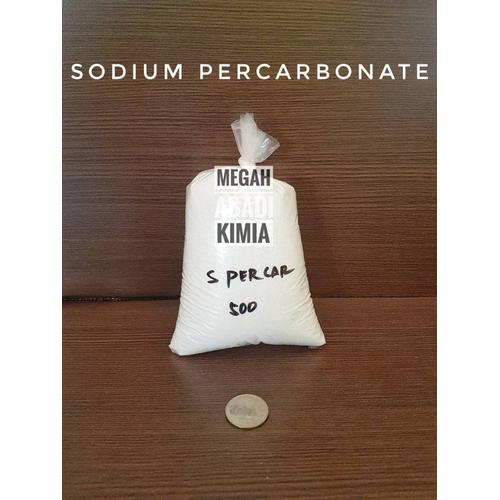 SODIUM PERCARBONATE
MEGAH
ABADI
KIMIA
S PERCAR
500